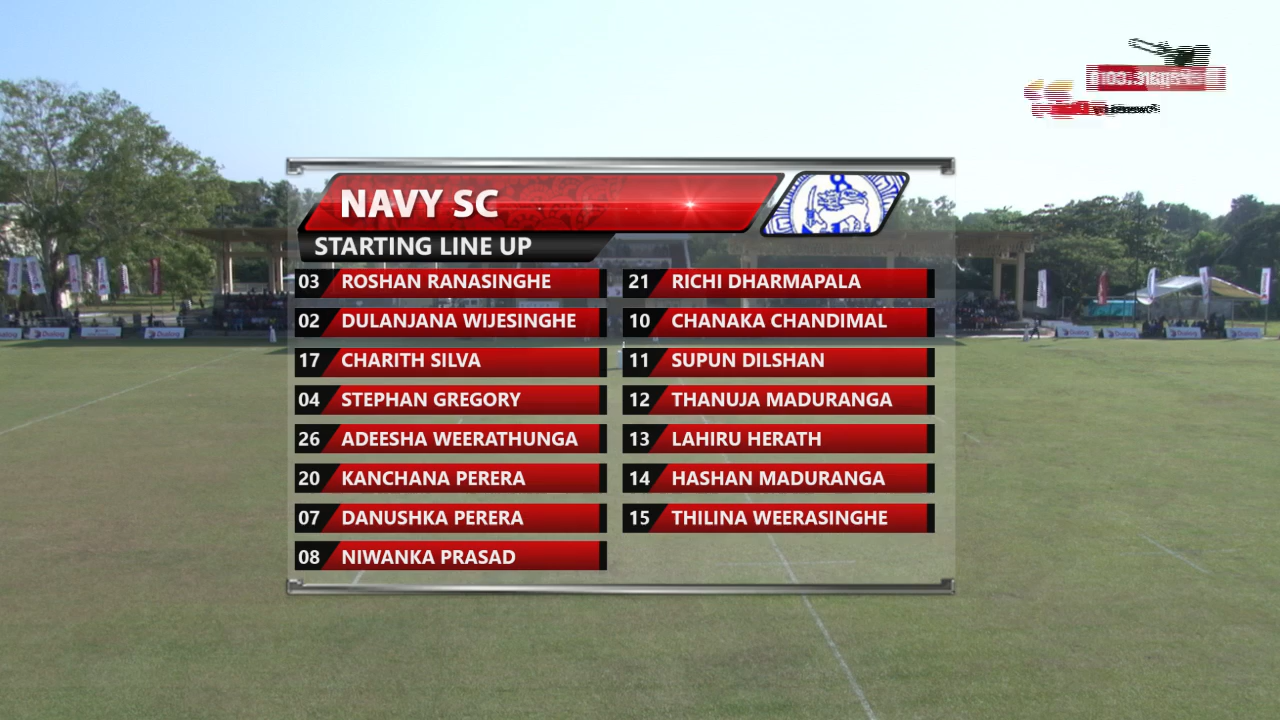 NAVY SC
STARTING LINE UP
03 ROSHAN RANASINGHE
02 DULANJANA WIJESINGHE
17 CHARITH SILVA
04 STEPHAN GREGORY
26 ADEESHA WEERATHUNGA
20 KANCHANA PERERA
07 DANUSHKA PERERA
08 NIWANKA PRASAD
21 RICHI DHARMAPALA
10 CHANAKA CHANDIMAL
11 SUPUN DILSHAN
12 THANUJA MADURANGA
13 LAHIRU HERATH
14 HASHAN MADURANGA
15 THILINA WEERASINGHE